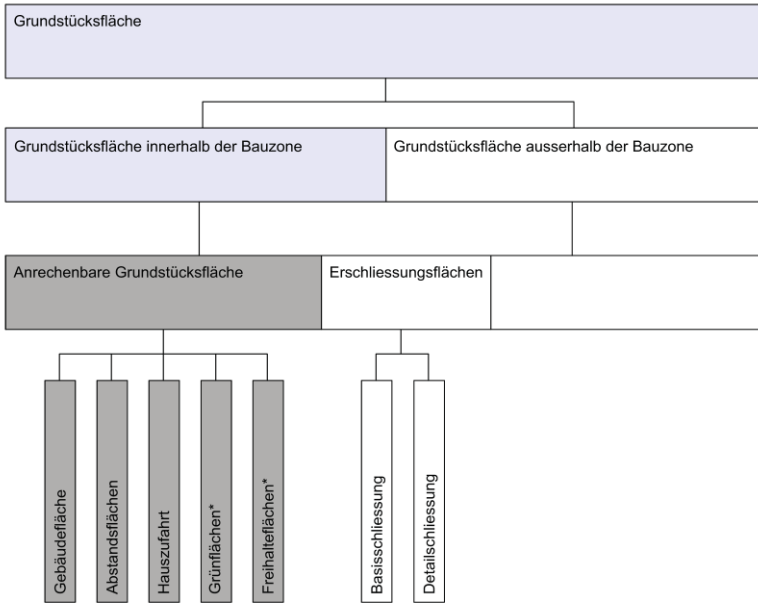 Grundstücksfläche
Grundstücksfläche innerhalb der Bauzone
Grundstücksfläche ausserhalb der Bauzone
Anrechenbare Grundstücksfläche
Erschliessungsflächen
Gebäudefläche
Abstandsflächen
Hauszufahrt
Grünflächen*
Freihalteflächen*
Basisschliessung
Detailschliessung